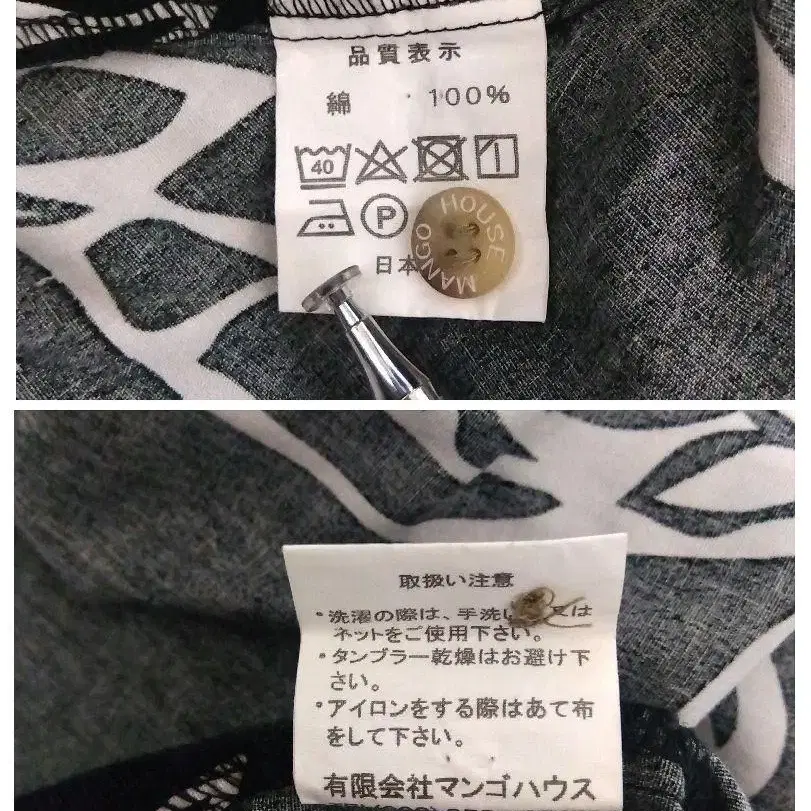 品質表示
綿 100%
40
P
MANGO HOUSE
日本
取扱い注意
・洗濯の際は、手洗い又は
ネットをご使用下さい。
・タンブラー乾燥はお避け下
さい。
・アイロンをする際はあて布
をして下さい。
有限会社マンゴハウス